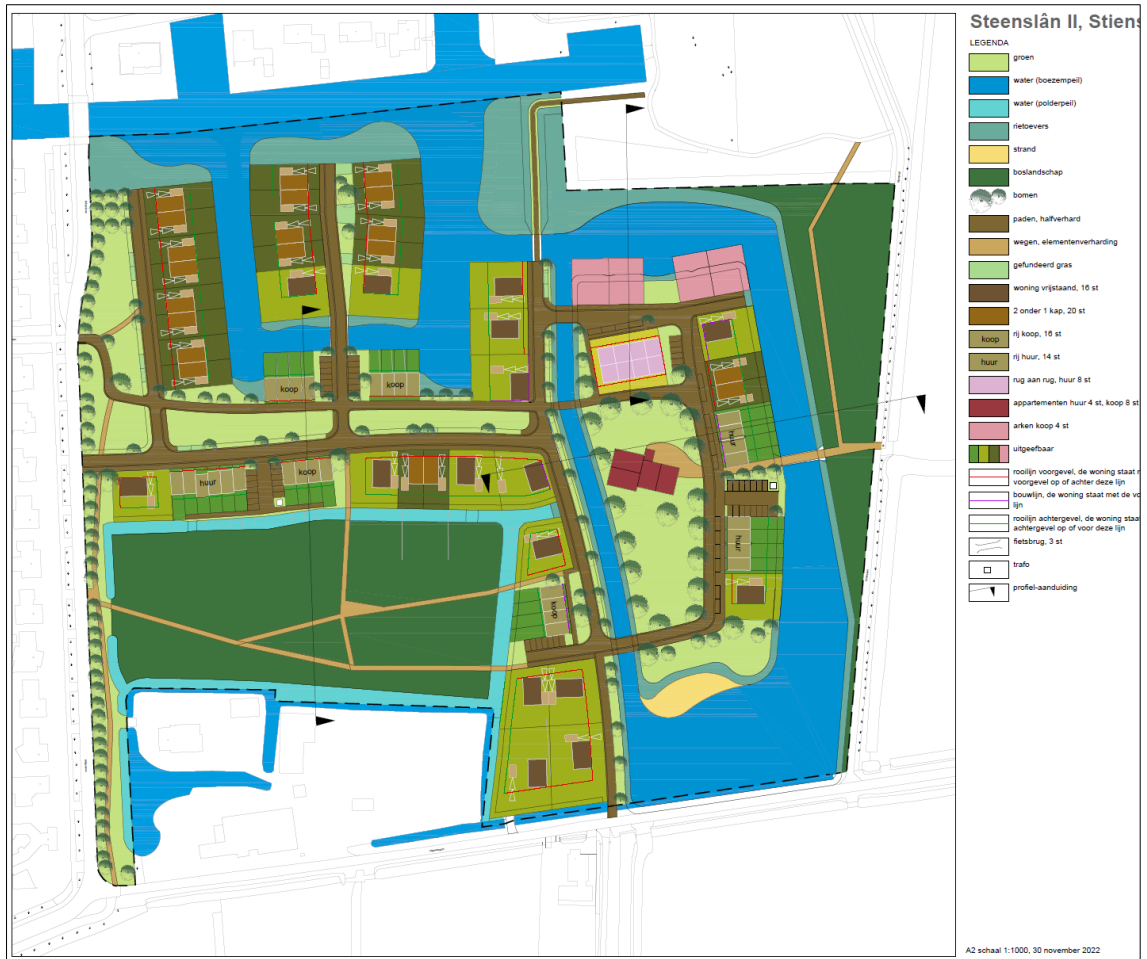 Steenslân II, Stiens
LEGENDA
groen
water (boezempeil)
water (polderpeil)
rietoevers
strand
boslandschap
bomen
paden, halfverhard
wegen, elementenverharding
gefundeerd gras
woning vrijstaand, 16 st
2 onder 1 kap, 20 st
koop
rij koop, 16 st
huur
rij huur, 14 st
rug aan rug, huur 8 st
appartementen huur 4 st, koop 8 st
arken koop 4 st
uitgeefbaar
rooilijn voorgevel, de woning staat
voorgevel op of achter deze lijn
bouwlijn, de woning staat met de
lijn
rooilijn achtergevel, de woning staat
achtergevel op of voor deze lijn
fietsbrug, 3 st
trafo
profiel-aanduiding
koop
koop
huur
koop
huur
huur
koop
A2 schaal 1:1000, 30 november 2022